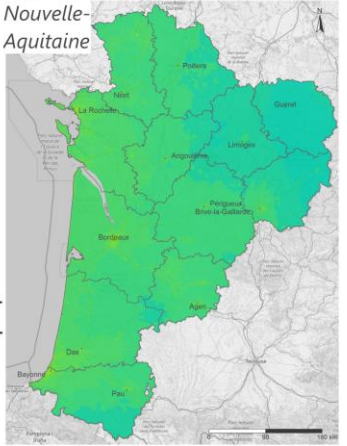 Nouvelle-
Aquitaine
N
Poitiers
Niort
La Rochelle
Guéret
Limoges
Angoulême
Périgueux
Brive-la-Gaillarde
Bordeaux
Agen
Dax
Bayonne
Pau
Toulouse
0 90 180 km